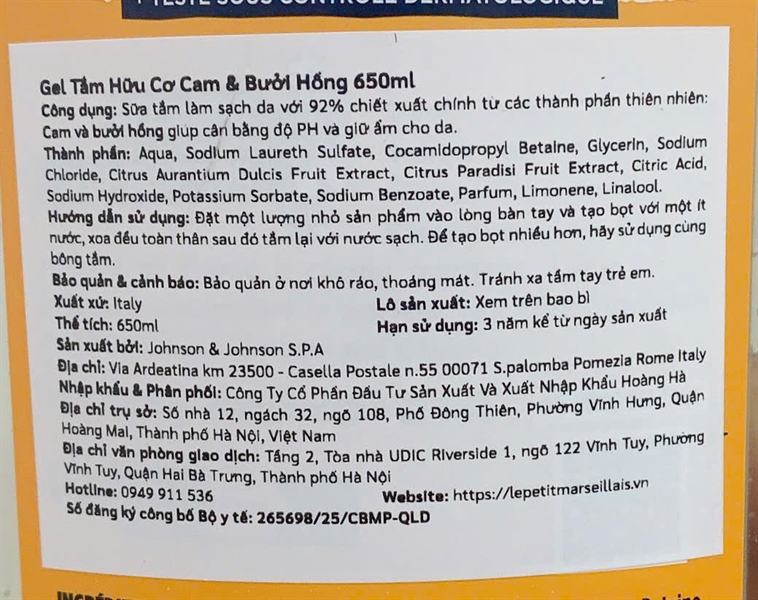 TESTÉ SOUS CONTRÔLE DERMATOLOGIQUE
Gel Tắm Hữu Cơ Cam & Bưởi Hồng 650ml
Công dụng: Sữa tắm làm sạch da với 92% chiết xuất chính từ các thành phần thiên nhiên:
Cam và bưởi hồng giúp cân bằng độ PH và giữ ẩm cho da.
Thành phần: Aqua, Sodium Laureth Sulfate, Cocamidopropyl Betaine, Glycerin, Sodium
Chloride, Citrus Aurantium Dulcis Fruit Extract, Citrus Paradisi Fruit Extract, Citric Acid,
Sodium Hydroxide, Potassium Sorbate, Sodium Benzoate, Parfum, Limonene, Linalool.
Hướng dẫn sử dụng: Đặt một lượng nhỏ sản phẩm vào lòng bàn tay và tạo bọt với một ít
nước, xoa đều toàn thân sau đó tắm lại với nước sạch. Để tạo bọt nhiều hơn, hãy sử dụng cùng
bông tắm.
Bảo quản & cảnh báo: Bảo quản ở nơi khô ráo, thoáng mát. Tránh xa tầm tay trẻ em.
Xuất xứ: Italy Lô sản xuất: Xem trên bao bì
Thể tích: 650ml Hạn sử dụng: 3 năm kể từ ngày sản xuất
Sản xuất bởi: Johnson & Johnson S.P.A
Địa chỉ: Via Ardeatina km 23500 - Casella Postale n.55 00071 S.palomba Pomezia Rome Italy
Nhập khẩu & Phân phối: Công Ty Cổ Phần Đầu Tư Sản Xuất Và Xuất Nhập Khẩu Hoàng Hà
Địa chỉ trụ sở: Số nhà 12, ngách 32, ngõ 108, Phố Đông Thiên, Phường Vĩnh Hưng, Quận
Hoàng Mai, Thành phố Hà Nội, Việt Nam
Địa chỉ văn phòng giao dịch: Tầng 2, Tòa nhà UDIC Riverside 1, ngõ 122 Vĩnh Tuy, Phường
Vĩnh Tuy, Quận Hai Bà Trưng, Thành phố Hà Nội
Hotline: 0949 911 536 Website: https://lepetitmarseillais.vn
Số đăng ký công bố Bộ y tế: 265698/25/CBMP-QLD